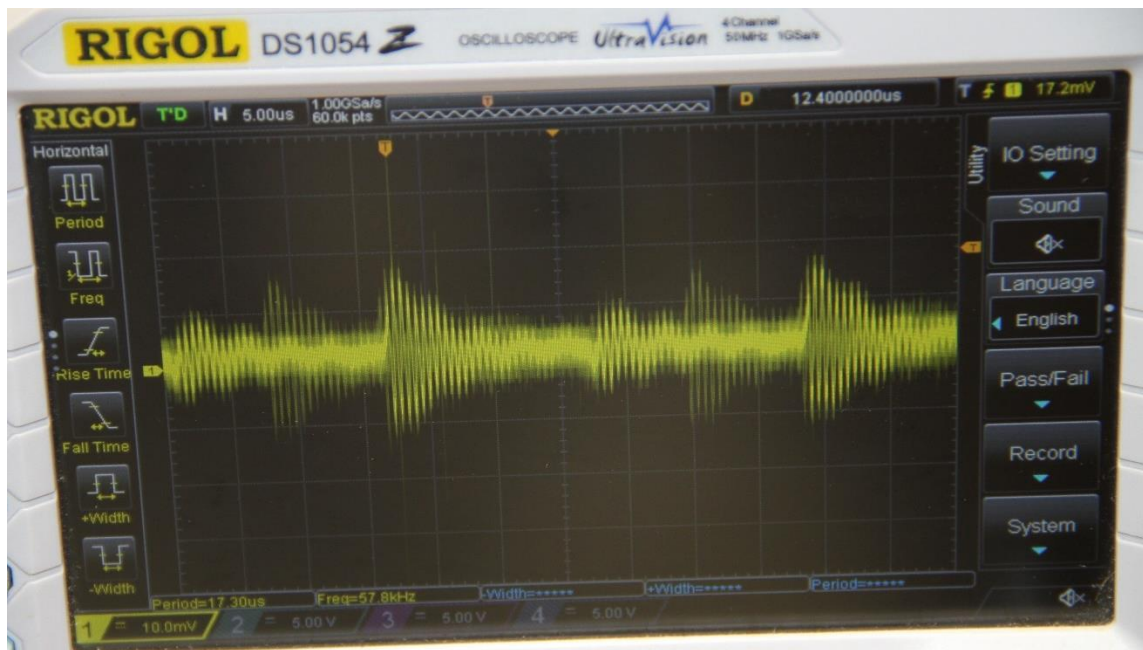 RIGOL DS1054 Z OSCILLOSCOPE UltraVision 4 Channel
50MHz 1GSa/s
RIGOL T'D H 5.00us 1.00GSa/s
60.0k pts D 12.4000000us T 1 17.2mV
Horizontal
Period
Freq
Rise Time
Fall Time
+Width
-Width
T
1
T
Utility
IO Setting
Sound
Language
English
Pass/Fail
Record
System
Period=17.30us Freq=57.8kHz -Width=***** +Width=***** Period=*****
1 = 10.0mV 2 = 5.00 V 3 = 5.00 V 4 = 5.00 V